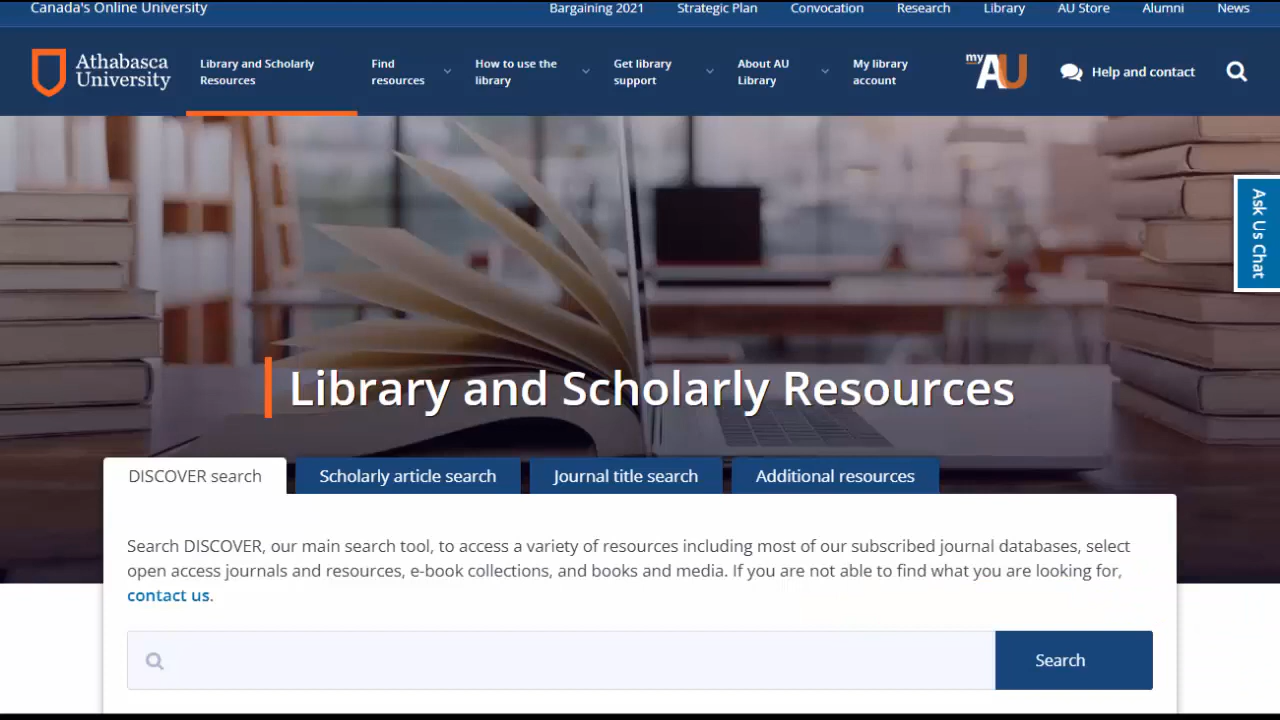 Canada's Online University
Bargaining 2021 Strategic Plan Convocation Research Library AU Store Alumni News
Athabasca
University
Library and Scholarly
Resources
Find
resources
How to use the
library
Get library
support
About AU
Library
My library
account
my
AU
Help and contact
Ask Us Chat
Library and Scholarly Resources
DISCOVER search
Scholarly article search
Journal title search
Additional resources
Search DISCOVER, our main search tool, to access a variety of resources including most of our subscribed journal databases, select
open access journals and resources, e-book collections, and books and media. If you are not able to find what you are looking for,
contact us.
Search